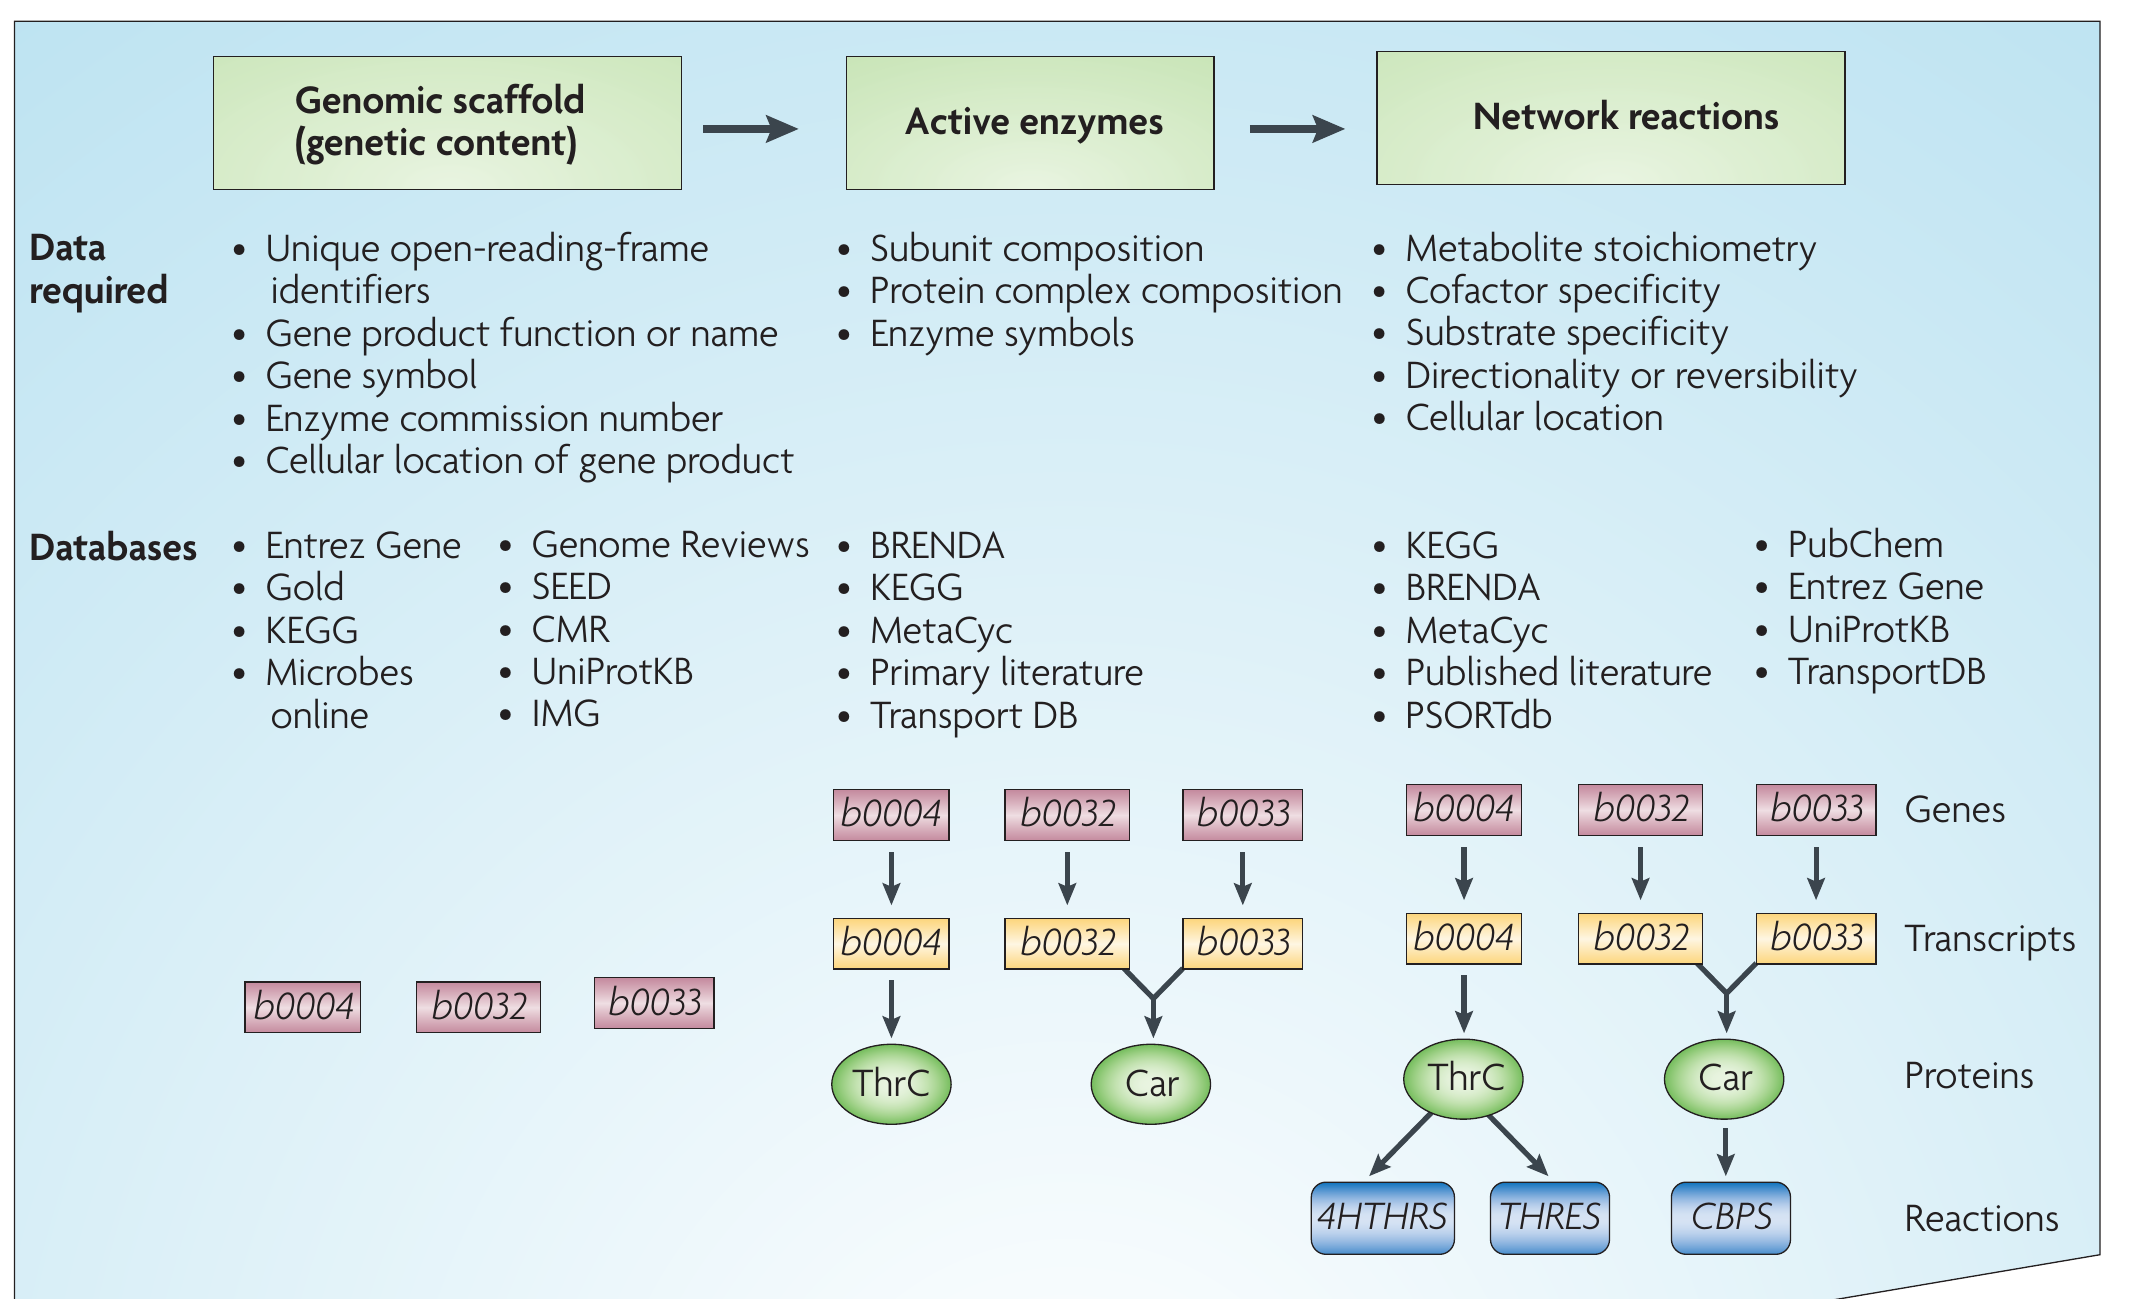 Genomic scaffold
(genetic content)
Active enzymes
Network reactions
Data
required
• Unique open-reading-frame
identifiers
• Gene product function or name
• Gene symbol
• Enzyme commission number
• Cellular location of gene product
• Subunit composition
• Protein complex composition
• Enzyme symbols
• Metabolite stoichiometry
• Cofactor specificity
• Substrate specificity
• Directionality or reversibility
• Cellular location
Databases
• Entrez Gene
• Gold
• KEGG
• Microbes
online
• Genome Reviews
• SEED
• CMR
• UniProtKB
• IMG
• BRENDA
• KEGG
• MetaCyc
• Primary literature
• Transport DB
• KEGG
• BRENDA
• MetaCyc
• Published literature
• PSORTdb
• PubChem
• Entrez Gene
• UniProtKB
• TransportDB
b0004 b0032 b0033
b0004 b0032 b0033
b0004 b0032 b0033
ThrC Car
b0004 b0032 b0033 Genes
b0004 b0032 b0033 Transcripts
ThrC Car Proteins
4HTHRS THRES CBPS Reactions